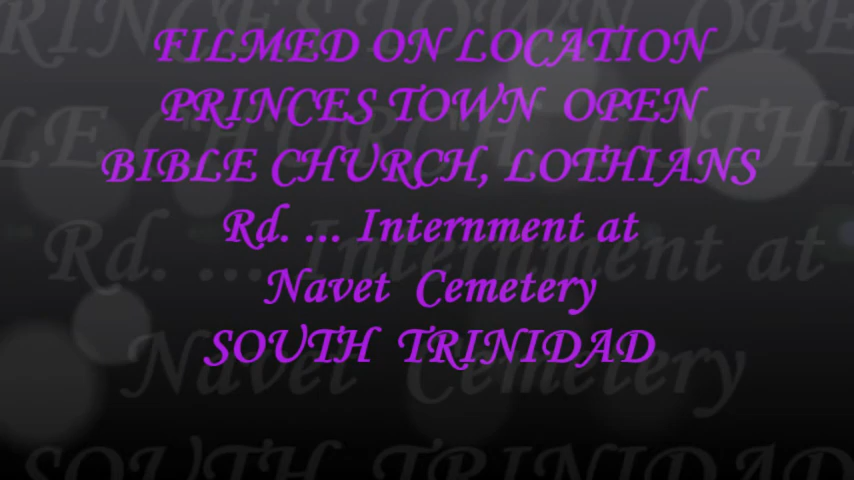 FILMED ON LOCATION
PRINCES TOWN OPEN
BIBLE CHURCH, LOTHIANS
Rd. ... Internment at
Navet Cemetery
SOUTH TRINIDAD